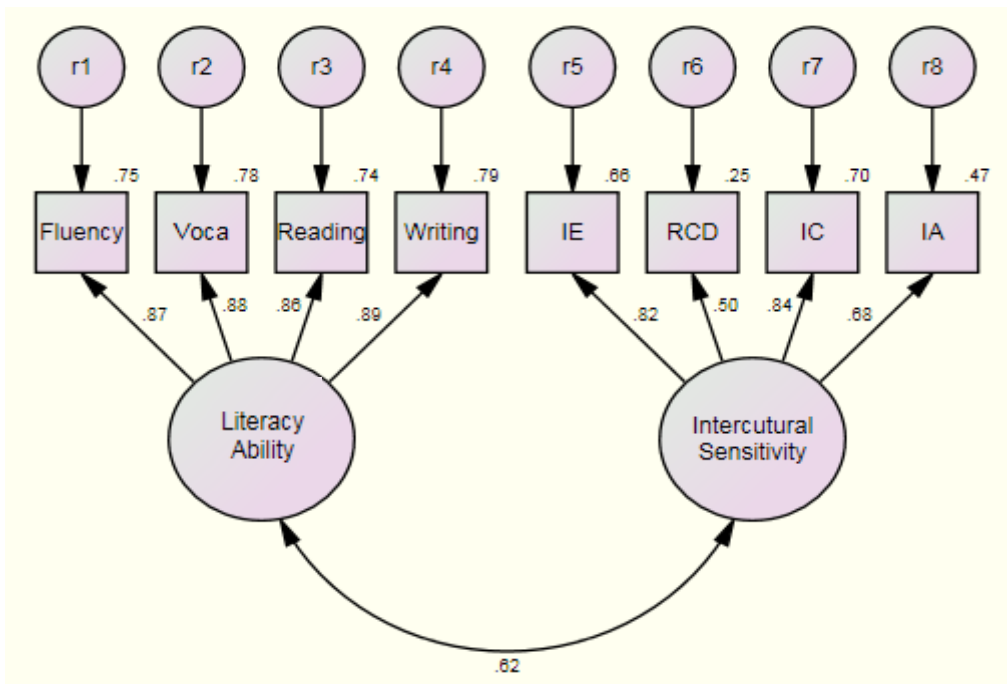 r1 r2 r3 r4 r5 r6 r7 r8
.75 .78 .74 .79 .66 .25 .70 .47
Fluency Voca Reading Writing IE RCD IC IA
.87 .88 .86 .89 .82 .50 .84 .68
Literacy Intercutural
Ability Sensitivity
.62